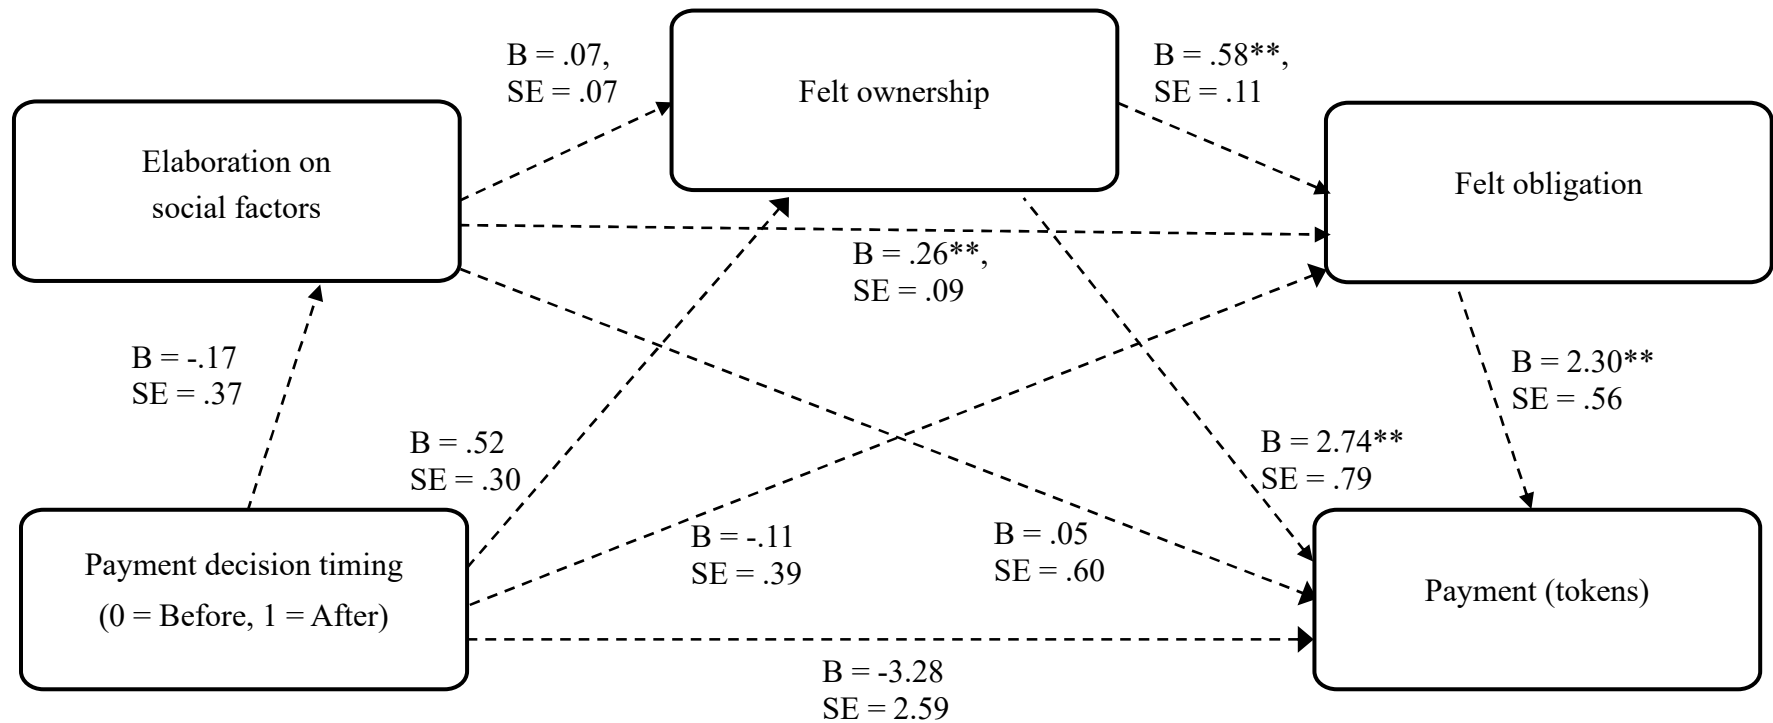 B = .07,
SE = .07
Felt ownership
B = .58**,
SE = .11
Elaboration on
social factors
Felt obligation
B = .26**,
SE = .09
B = -.17
SE = .37
B = 2.30**
SE = .56
B = .52
SE = .30
B = 2.74**
SE = .79
B = -.11
SE = .39
B = .05
SE = .60
Payment decision timing
(0 = Before, 1 = After)
Payment (tokens)
B = -3.28
SE = 2.59